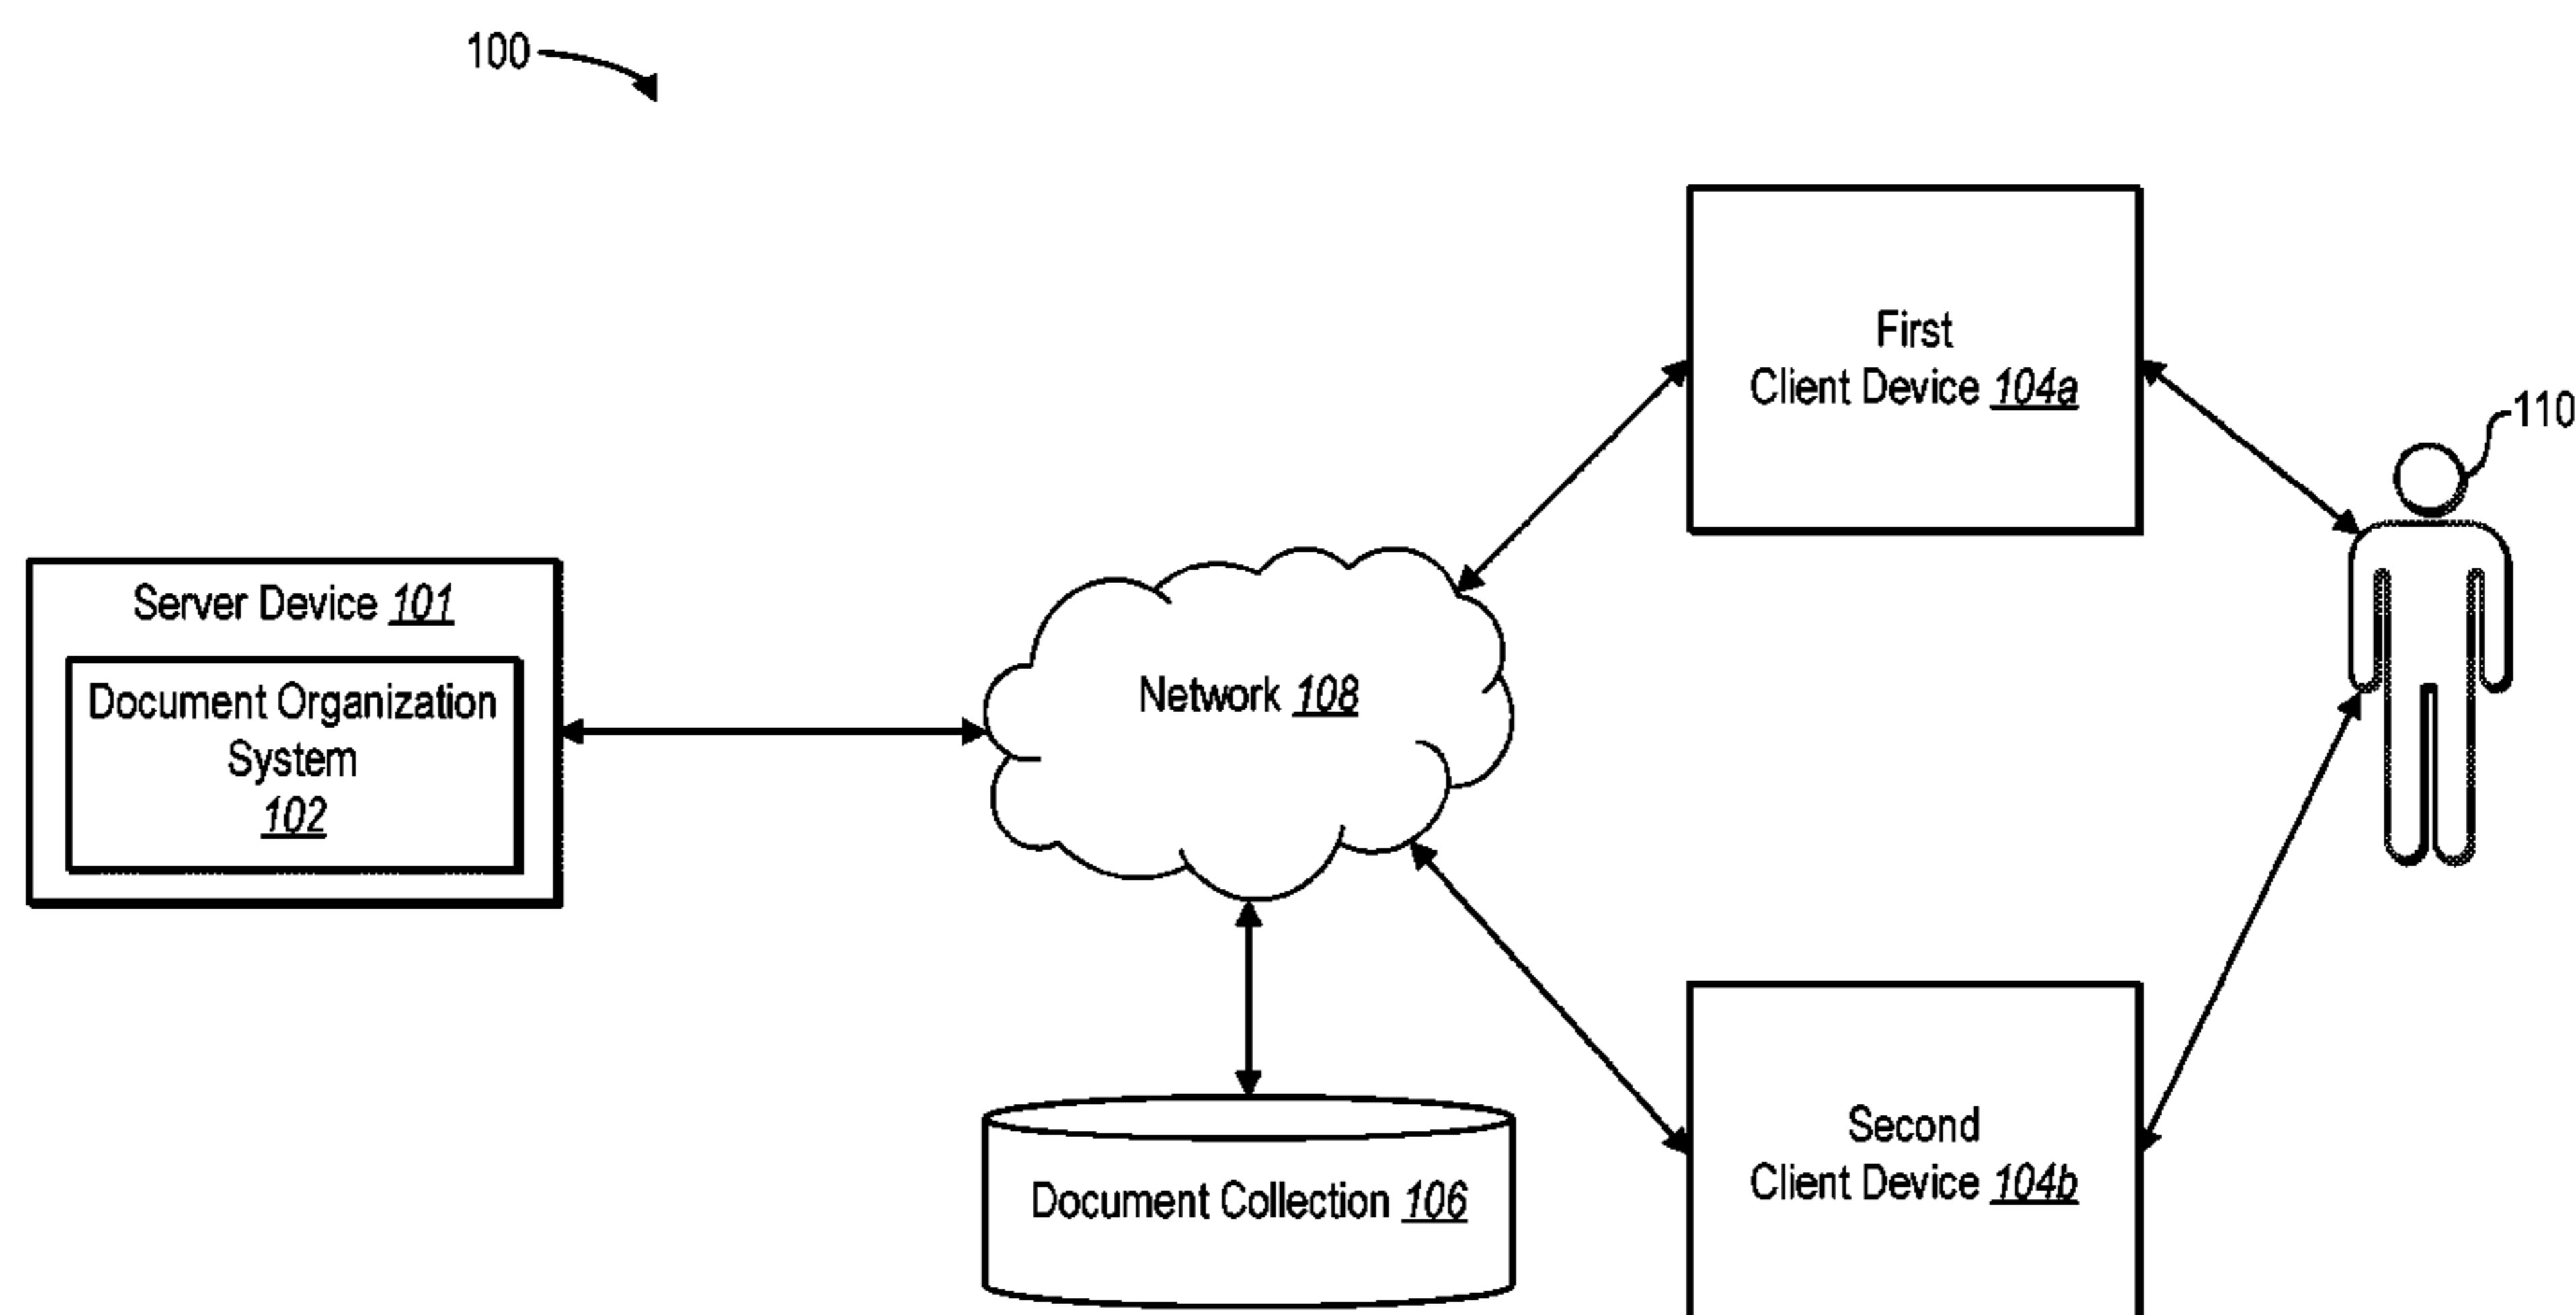 100
First
Client Device 104a
110
Server Device 101
Document Organization
System
102
Network 108
Second
Client Device 104b
Document Collection 106